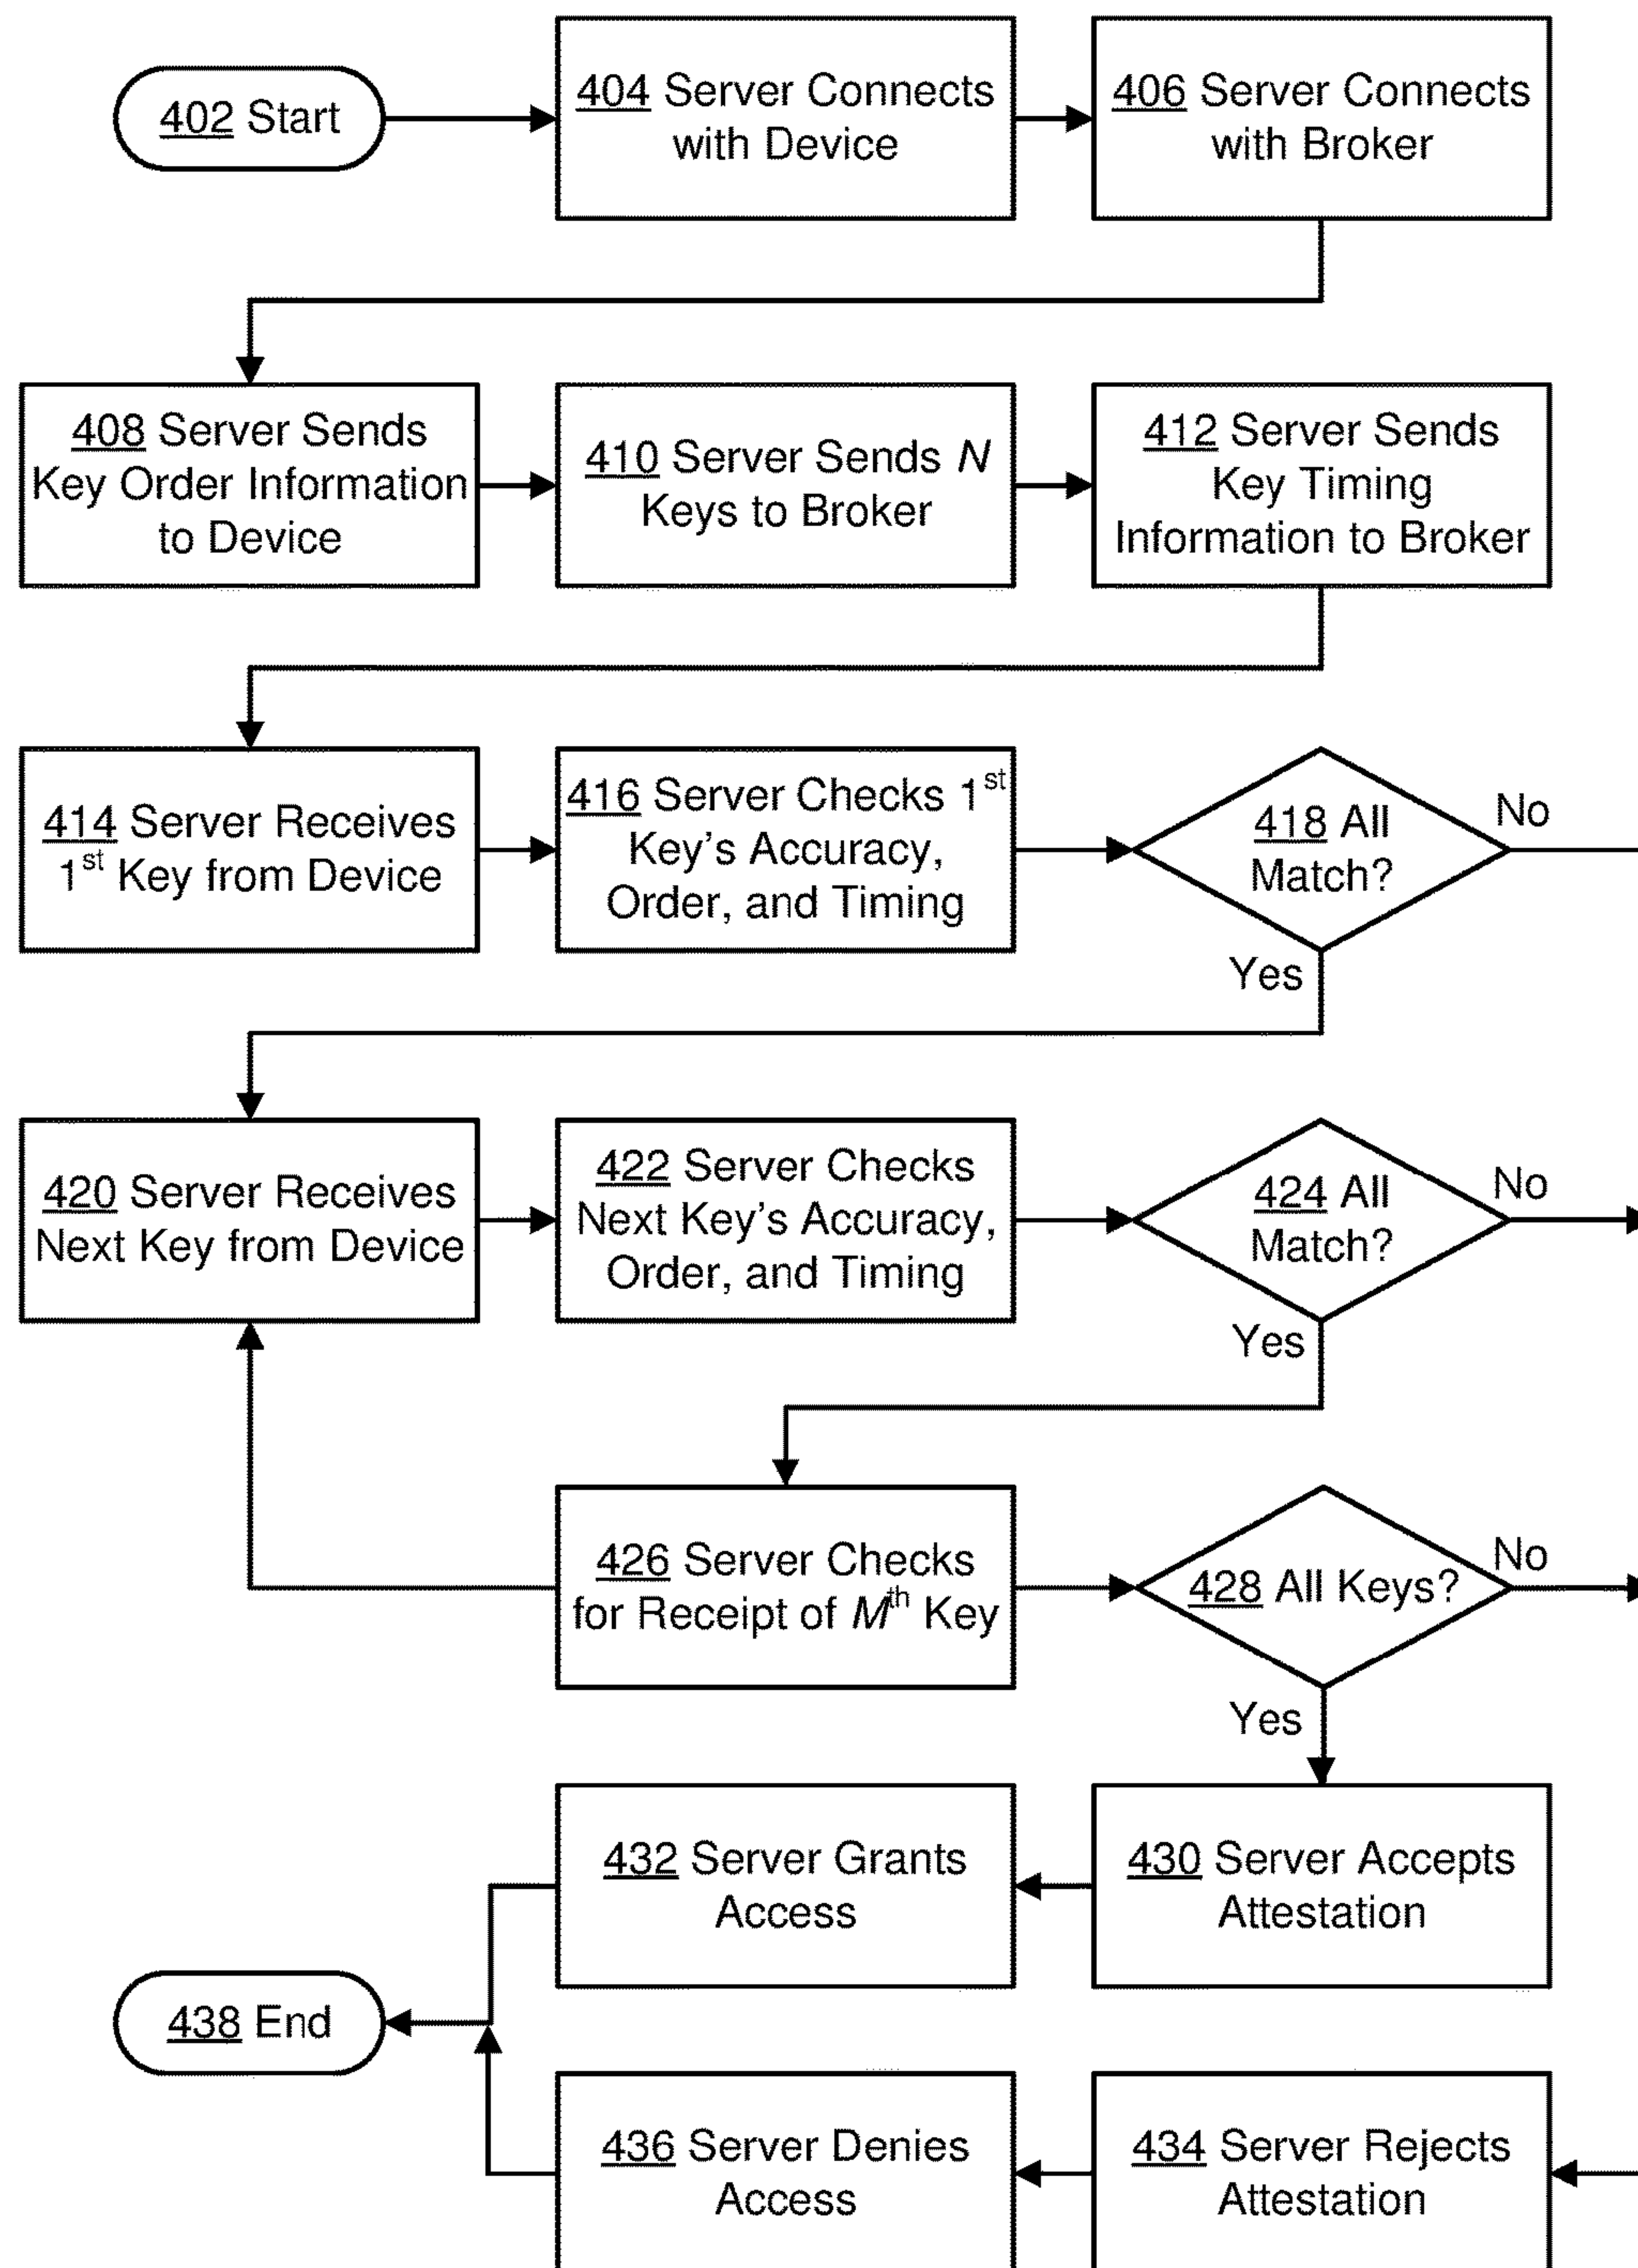 402 Start
404 Server Connects
with Device
406 Server Connects
with Broker
408 Server Sends
Key Order Information
to Device
410 Server Sends N
Keys to Broker
412 Server Sends
Key Timing
Information to Broker
414 Server Receives
1st Key from Device
416 Server Checks 1st
Key's Accuracy,
Order, and Timing
418 All
Match?
No
Yes
420 Server Receives
Next Key from Device
422 Server Checks
Next Key's Accuracy,
Order, and Timing
424 All
Match?
No
Yes
426 Server Checks
for Receipt of Mth Key
428 All Keys?
No
Yes
432 Server Grants
Access
430 Server Accepts
Attestation
438 End
436 Server Denies
Access
434 Server Rejects
Attestation